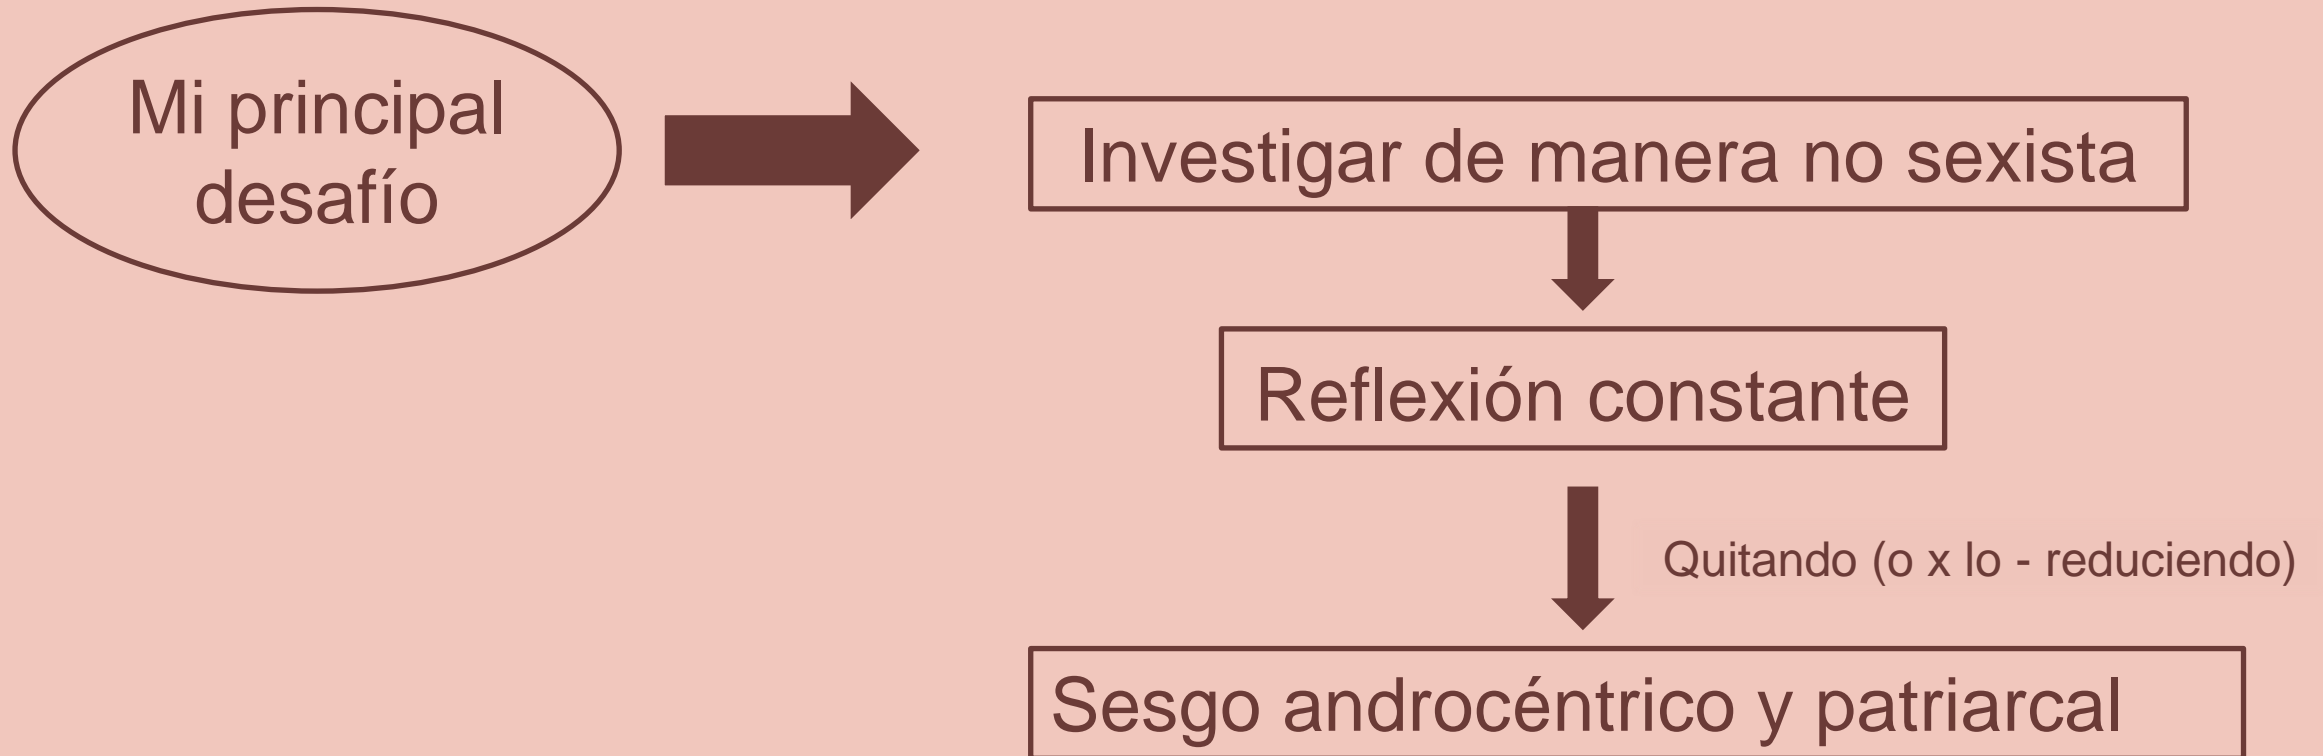 Mi principal
desafío
Investigar de manera no sexista
Reflexión constante
Quitando (o x lo - reduciendo)
Sesgo androcéntrico y patriarcal